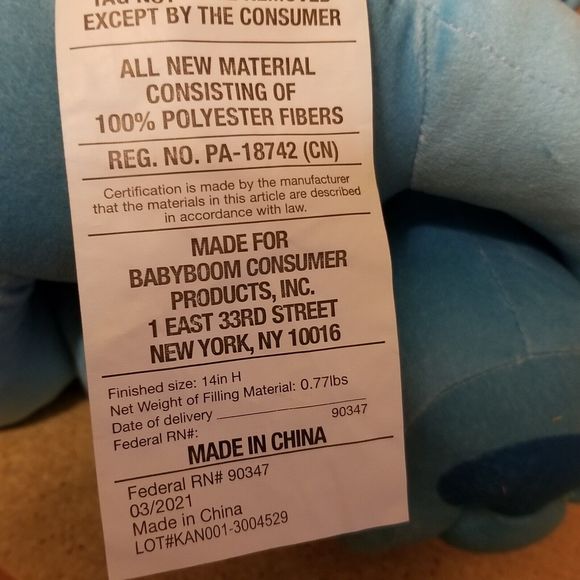 TAG NOT REMOVED
EXCEPT BY THE CONSUMER
ALL NEW MATERIAL
CONSISTING OF
100% POLYESTER FIBERS
REG. NO. PA-18742 (CN)
Certification is made by the manufacturer
that the materials in this article are described
in accordance with law.
MADE FOR
BABYBOOM CONSUMER
PRODUCTS, INC.
1 EAST 33RD STREET
NEW YORK, NY 10016
Finished size: 14in H
Net Weight of Filling Material: 0.77lbs
Date of delivery
Federal RN#: 90347
MADE IN CHINA
Federal RN# 90347
03/2021
Made in China
LOT#KAN001-3004529